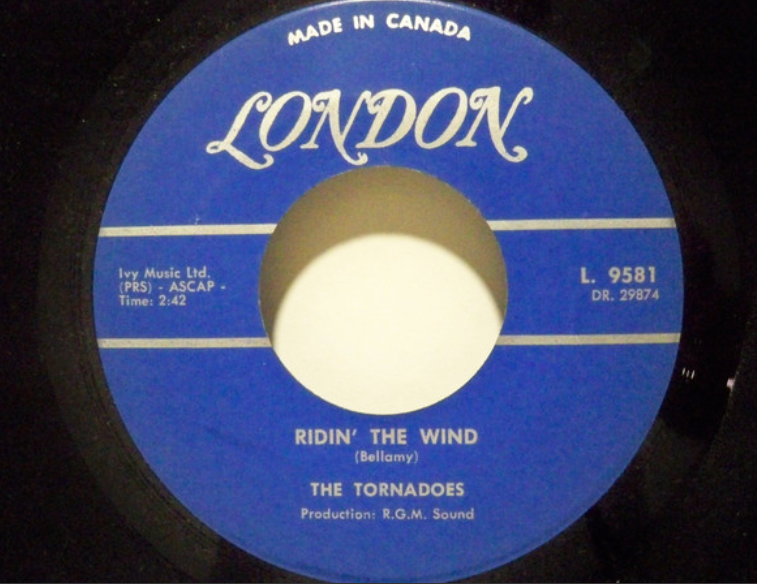 MADE IN CANADA
LONDON
Ivy Music Ltd.
(PRS) - ASCAP -
Time: 2:42
L. 9581
DR. 29874
RIDIN' THE WIND
(Bellamy)
THE TORNADOES
Production: R.G.M. Sound